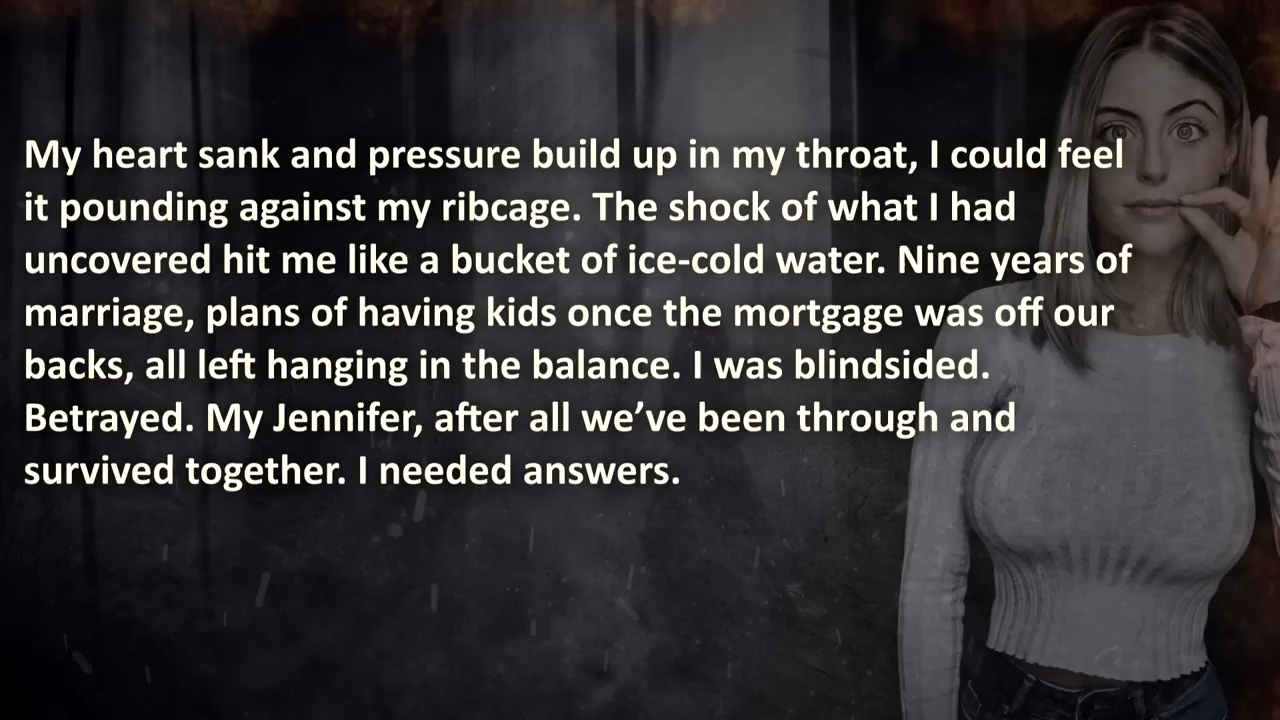 My heart sank and pressure build up in my throat, I could feel
it pounding against my ribcage. The shock of what I had
uncovered hit me like a bucket of ice-cold water. Nine years of
marriage, plans of having kids once the mortgage was off our
backs, all left hanging in the balance. I was blindsided.
Betrayed. My Jennifer, after all we’ve been through and
survived together. I needed answers.